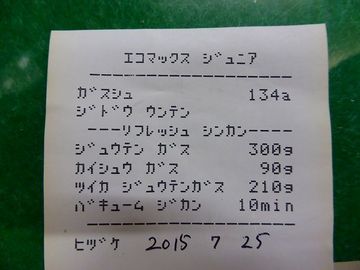 エコマックス ジュニア
ガスシュ 134a
ジドウ ウンテン
---リフレッシュ シンカン----
ジュウテン ガス 300g
カイシュウ ガス 90g
ツイカ ジュウテンガス 210g
バキューム ジカン 10min
ヒヅケ 2015 7 25